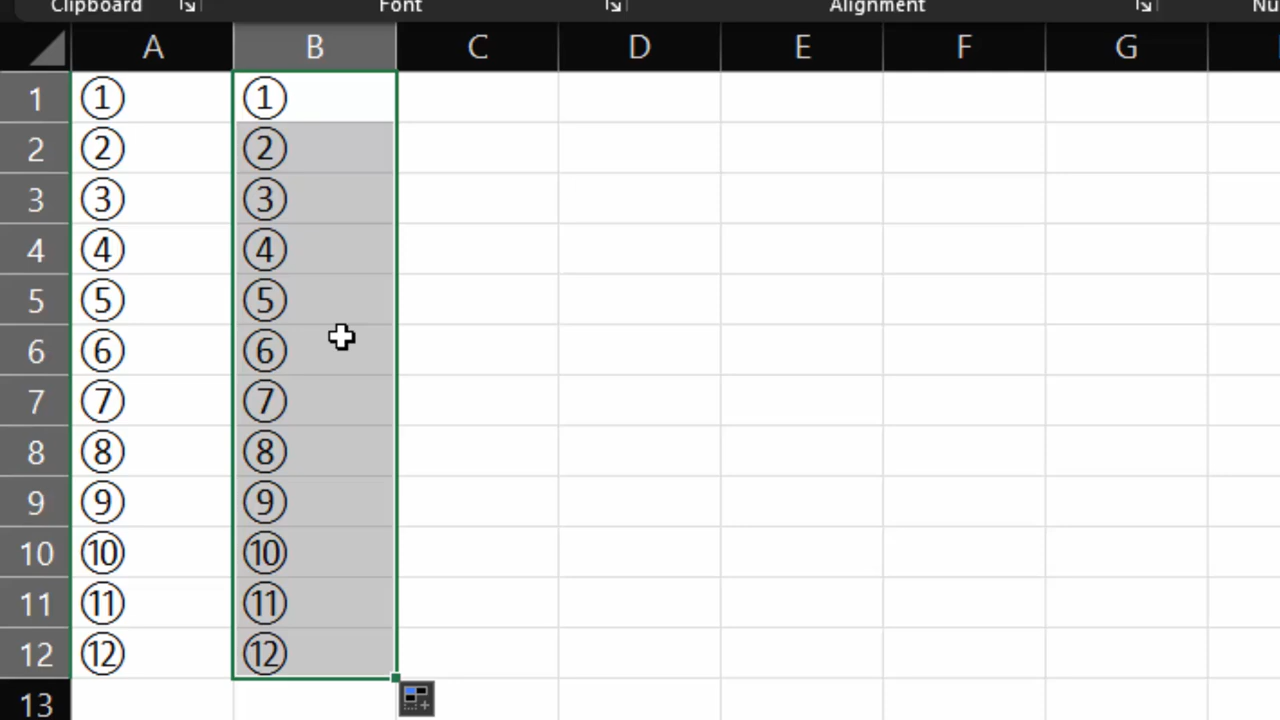 Clipboard Font Alignment
A B C D E F G
1 ① ①
2 ② ②
3 ③ ③
4 ④ ④
5 ⑤ ⑤
6 ⑥ ⑥
7 ⑦ ⑦
8 ⑧ ⑧
9 ⑨ ⑨
10 ⑩ ⑩
11 ⑪ ⑪
12 ⑫ ⑫
13